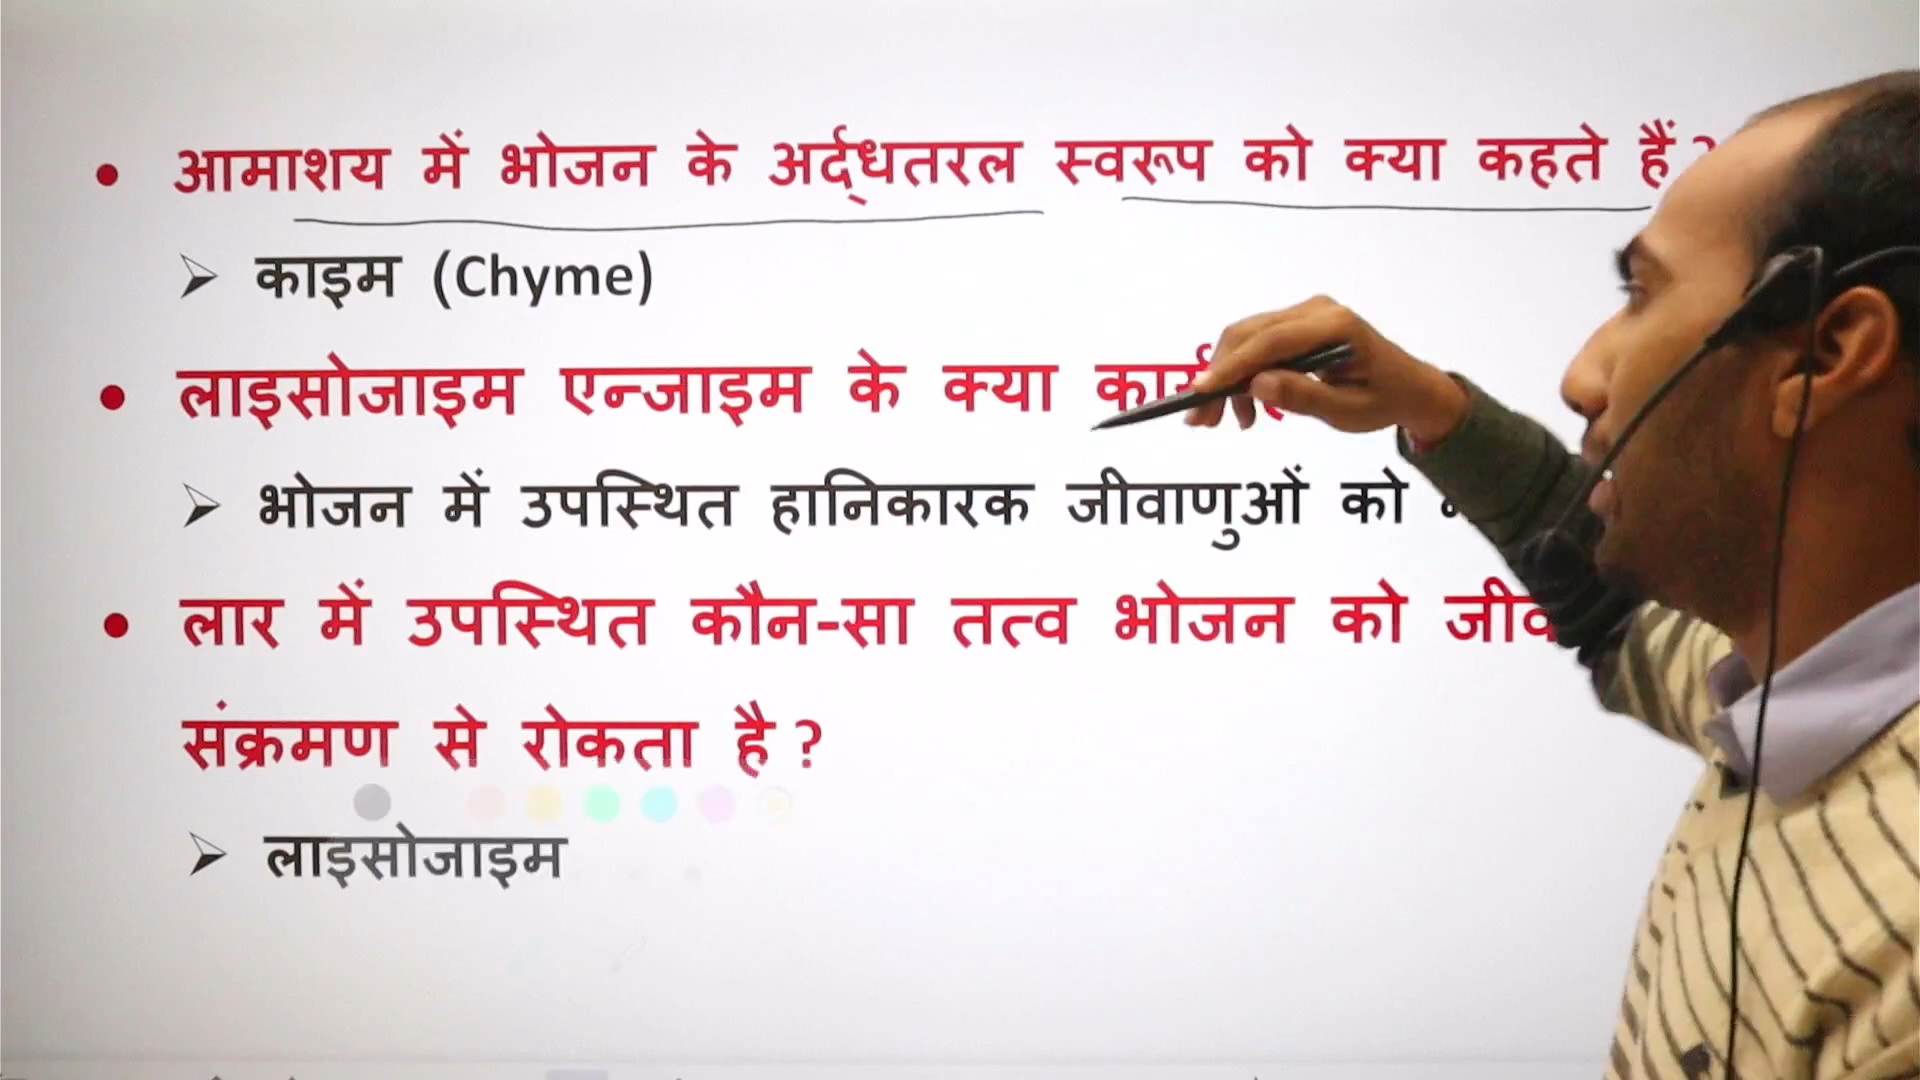 • आमाशय में भोजन के अर्द्धतरल स्वरूप को क्या कहते हैं ?
➢ काइम (Chyme)
• लाइसोजाइम एन्जाइम के क्या
➢ भोजन में उपस्थित हानिकारक जीवाणुओं को
• लार में उपस्थित कौन-सा तत्व भोजन को
संक्रमण से रोकता है ?
➢ लाइसोजाइम